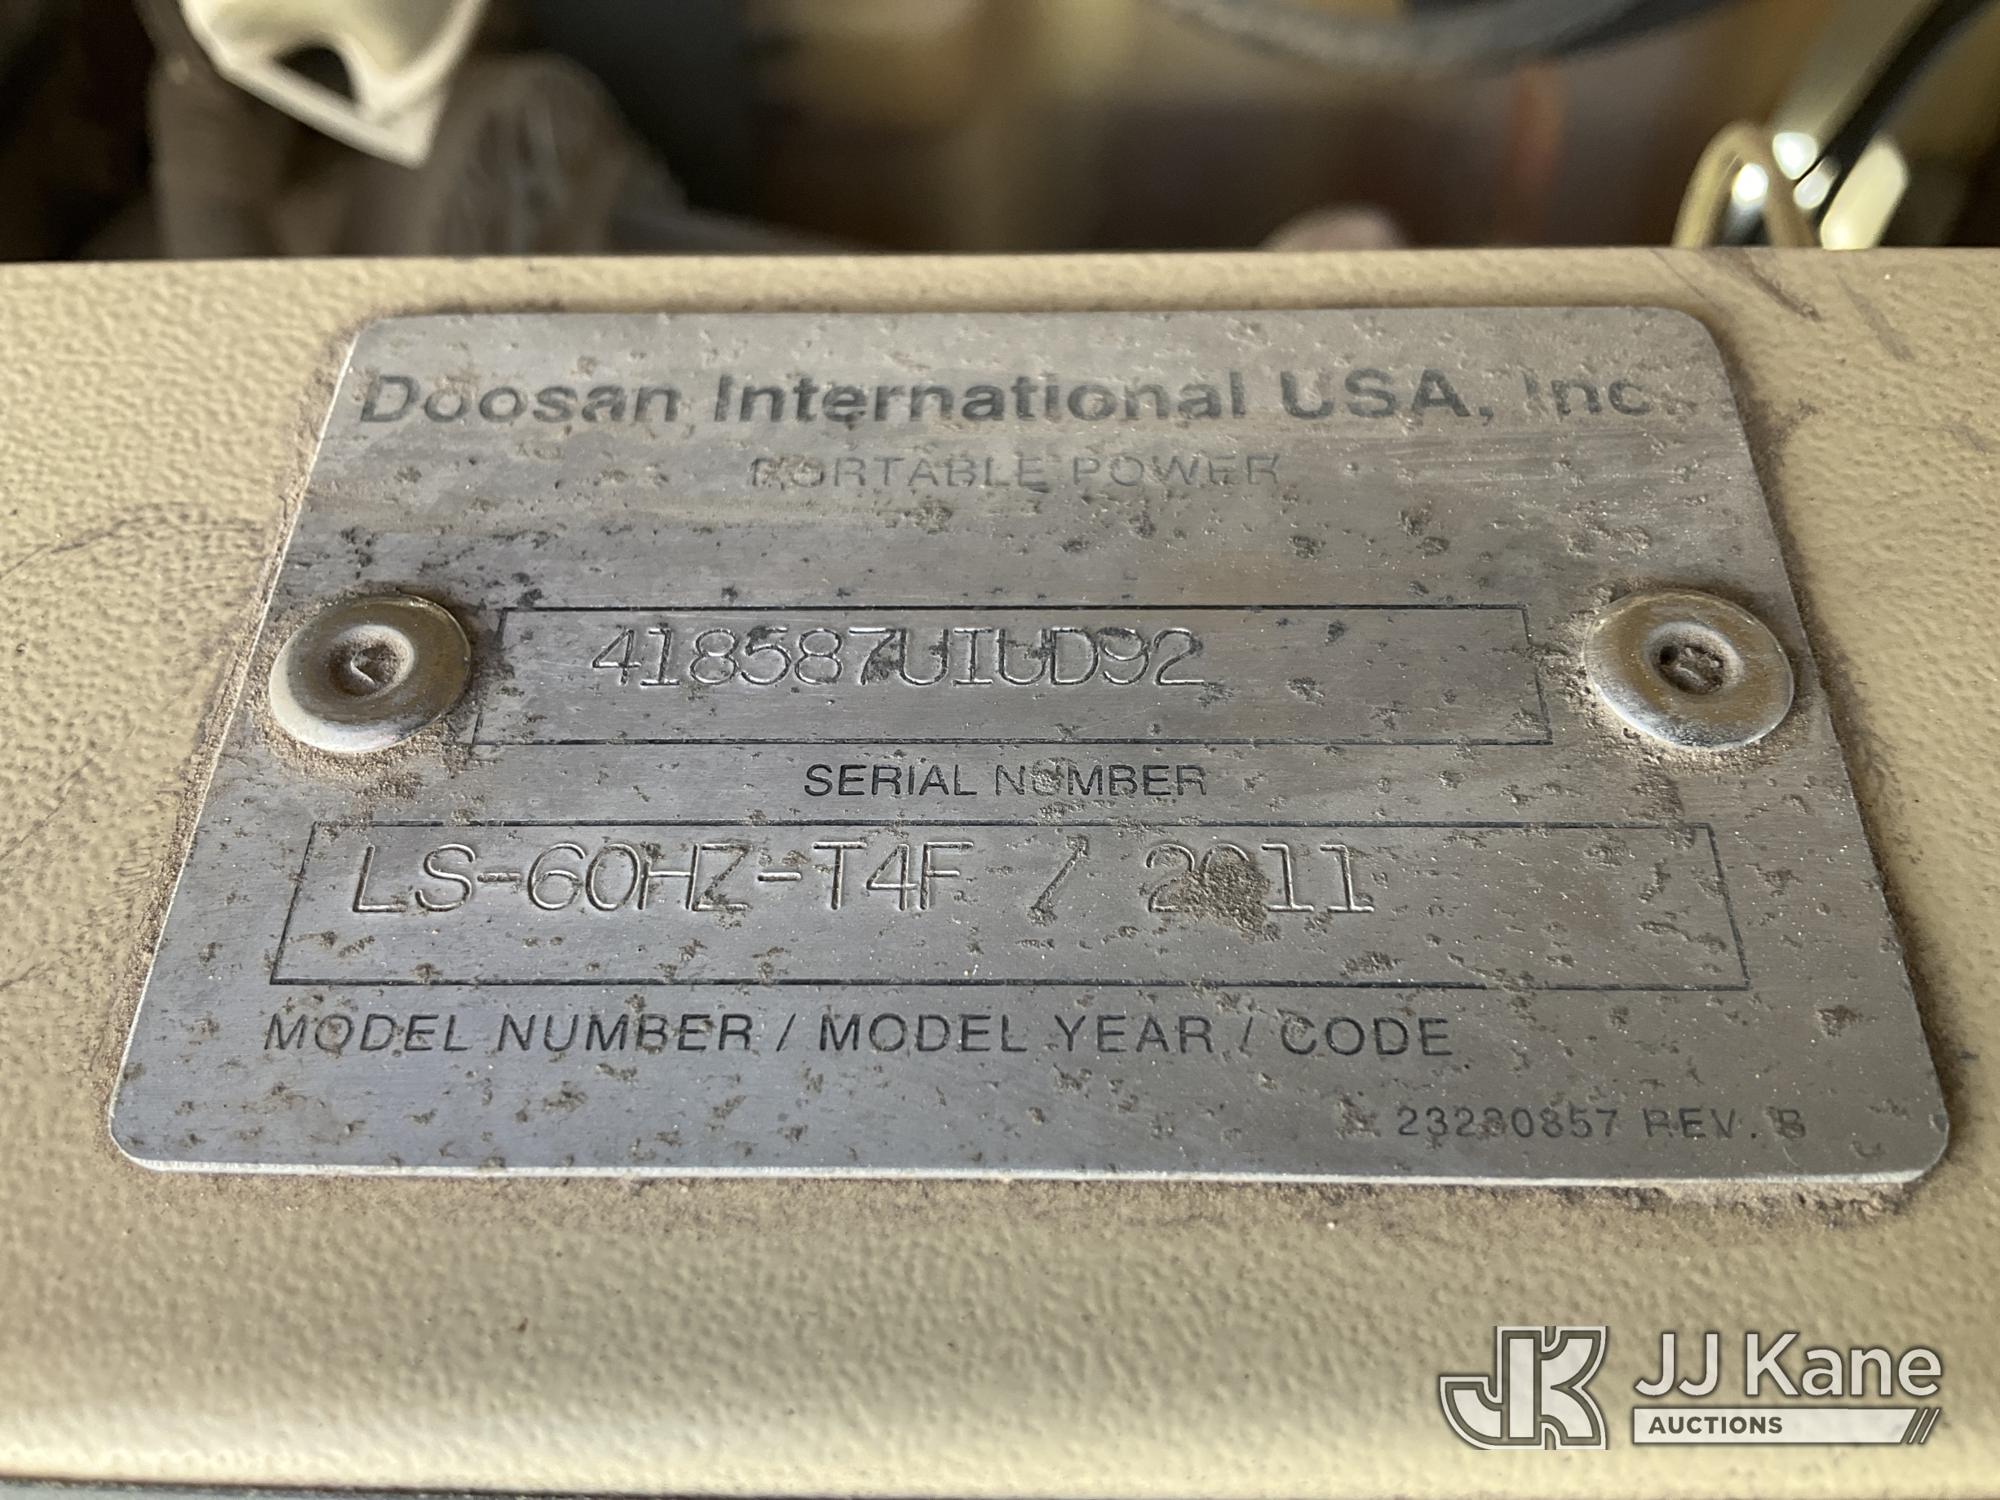 Doosan International USA, Inc.
PORTABLE POWER
418587UIUD92
SERIAL NUMBER
LS-60HZ-T4F / 2011
MODEL NUMBER / MODEL YEAR / CODE
23230857 REV. B
JK JJ Kane
AUCTIONS